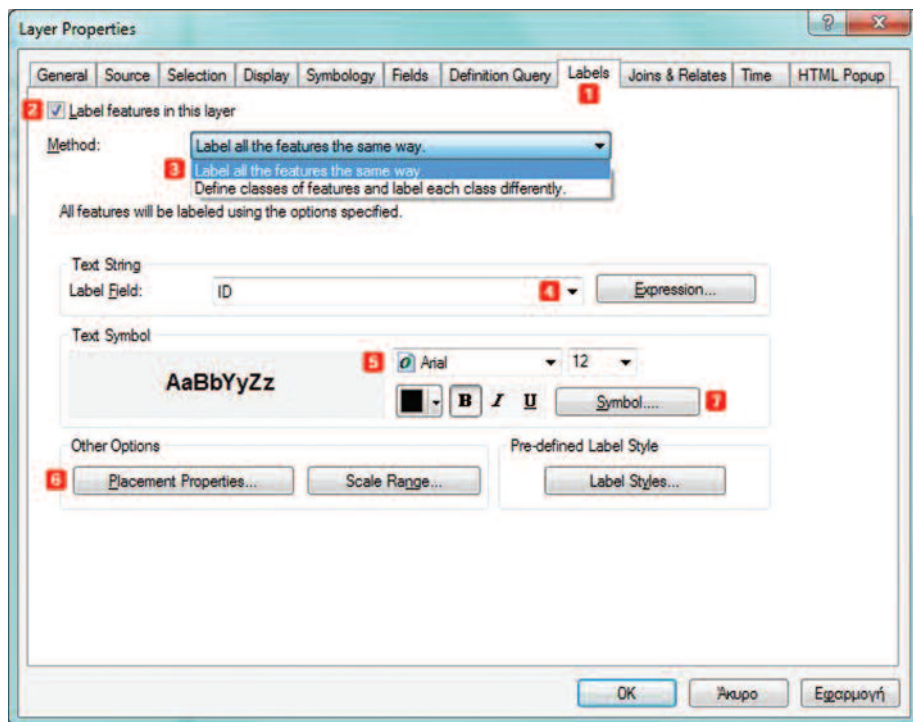 Layer Properties
General Source Selection Display Symbology Fields Definition Query Labels Joins & Relates Time HTML Popup
1
2 Label features in this layer
Method: Label all the features the same way.
3 Label all the features the same way.
Define classes of features and label each class differently.
All features will be labeled using the options specified.
Text String
Label Field: ID 4 Expression...
Text Symbol
AaBbYyZz
5 Arial 12
B I U Symbol.... 7
Other Options
Pre-defined Label Style
6 Placement Properties... Scale Range... Label Styles...
OK Άκυρο Εφαρμογή